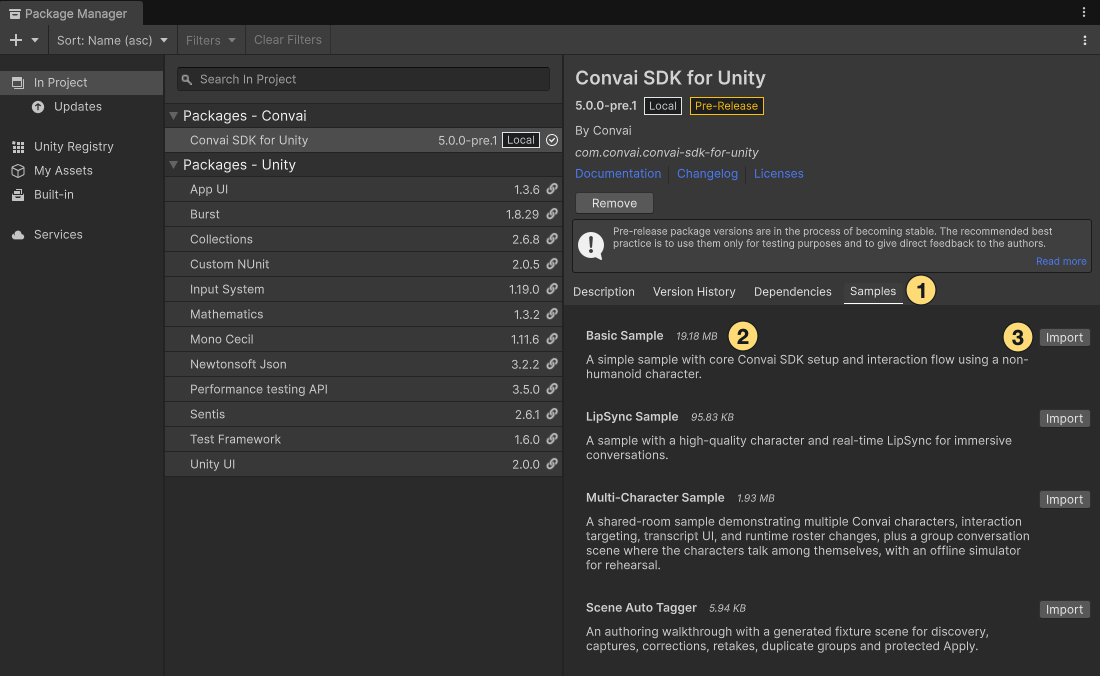 Package Manager
Sort: Name (asc)
Filters
Clear Filters
In Project
Updates
Unity Registry
My Assets
Built-in
Services
Search In Project
Packages - Convai
Convai SDK for Unity 5.0.0-pre.1 Local
Packages - Unity
App UI 1.3.6
Burst 1.8.29
Collections 2.6.8
Custom NUnit 2.0.5
Input System 1.19.0
Mathematics 1.3.2
Mono Cecil 1.11.6
Newtonsoft Json 3.2.2
Performance testing API 3.5.0
Sentis 2.6.1
Test Framework 1.6.0
Unity UI 2.0.0
Convai SDK for Unity
5.0.0-pre.1 Local Pre-Release
By Convai
com.convai.convai-sdk-for-unity
Documentation Changelog Licenses
Remove
Pre-release package versions are in the process of becoming stable. The recommended best
practice is to use them only for testing purposes and to give direct feedback to the authors.
Read more
Description Version History Dependencies Samples 1
Basic Sample 19.18 MB 2 3 Import
A simple sample with core Convai SDK setup and interaction flow using a non-
humanoid character.
LipSync Sample 95.83 KB Import
A sample with a high-quality character and real-time LipSync for immersive
conversations.
Multi-Character Sample 1.93 MB Import
A shared-room sample demonstrating multiple Convai characters, interaction
targeting, transcript UI, and runtime roster changes, plus a group conversation
scene where the characters talk among themselves, with an offline simulator
for rehearsal.
Scene Auto Tagger 5.94 KB Import
An authoring walkthrough with a generated fixture scene for discovery,
captures, corrections, retakes, duplicate groups and protected Apply.